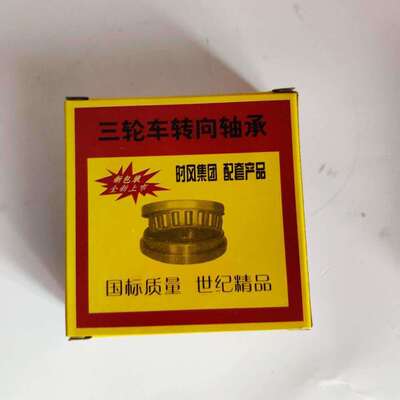 三轮车转向轴承
时风集团 配套产品
新包装
全新上市
国标质量 世纪精品